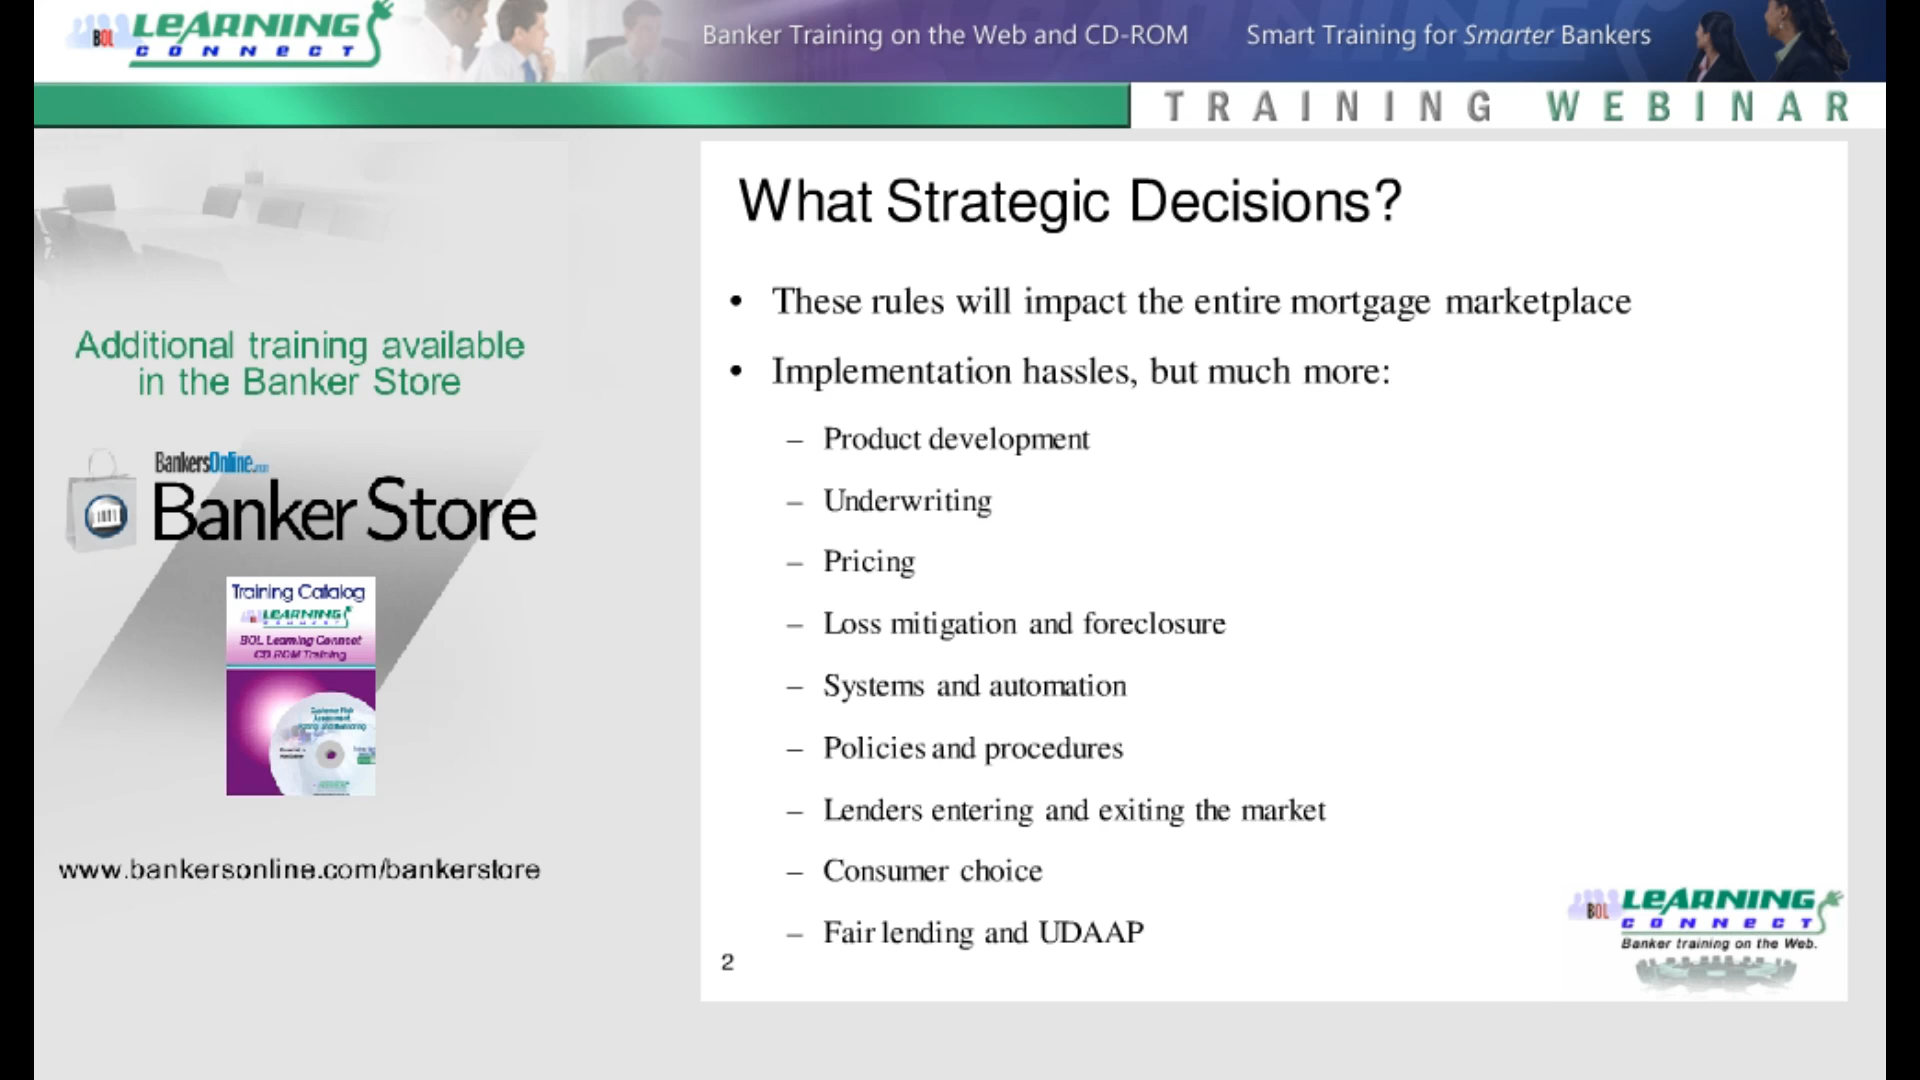 BOL LEARNING
CONNECT
Banker Training on the Web and CD-ROM Smart Training for Smarter Bankers
TRAINING WEBINAR
Additional training available
in the Banker Store
BankersOnline.com
Banker Store
Training Catalog
LEARNING
CONNECT
BOL Learning Connect
CD ROM Training
www.bankersonline.com/bankerstore
What Strategic Decisions?
• These rules will impact the entire mortgage marketplace
• Implementation hassles, but much more:
– Product development
– Underwriting
– Pricing
– Loss mitigation and foreclosure
– Systems and automation
– Policies and procedures
– Lenders entering and exiting the market
– Consumer choice
– Fair lending and UDAAP
2
BOL LEARNING
CONNECT
Banker training on the Web.